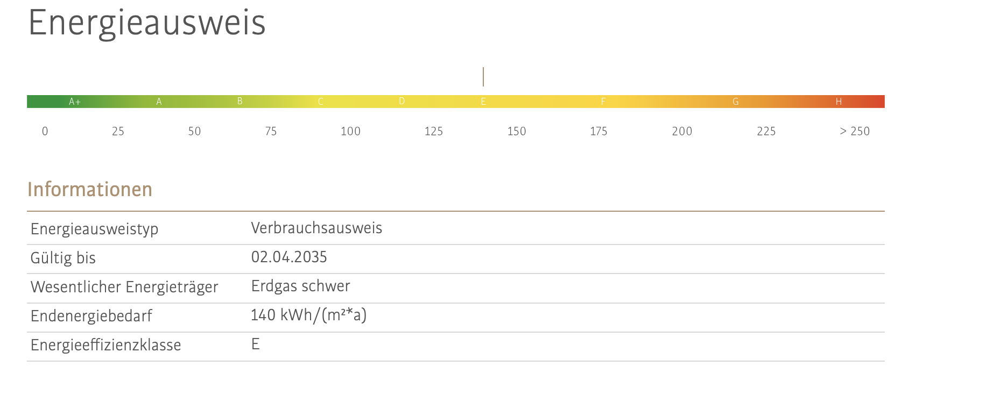 Energieausweis
A+ A B C D E F G H
0 25 50 75 100 125 150 175 200 225 > 250
Informationen
Energieausweistyp Verbrauchsausweis
Gültig bis 02.04.2035
Wesentlicher Energieträger Erdgas schwer
Endenergiebedarf 140 kWh/(m²*a)
Energieeffizienzklasse E